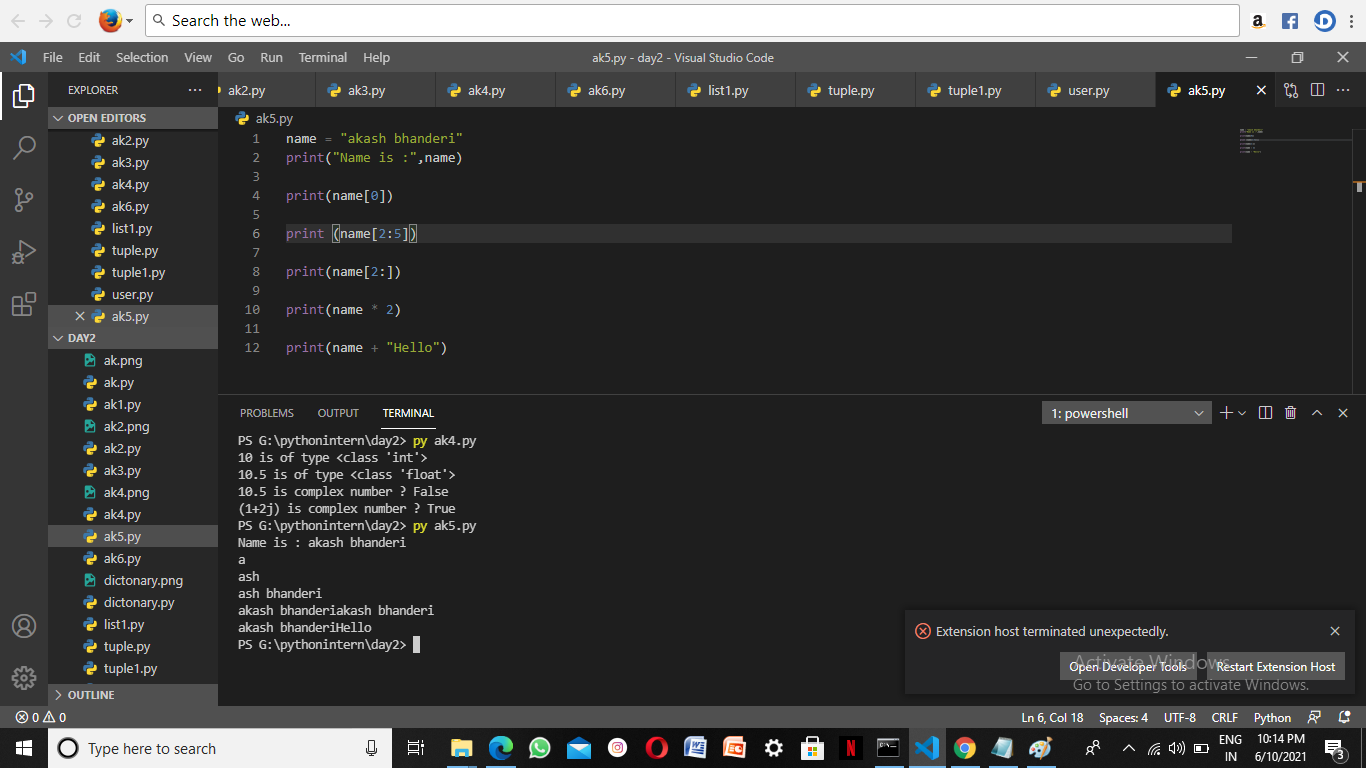 Search the web...
a
File Edit Selection View Go Run Terminal Help
ak5.py - day2 - Visual Studio Code
EXPLORER
ak2.py ak3.py ak4.py ak6.py list1.py tuple.py tuple1.py user.py ak5.py
OPEN EDITORS
ak2.py
ak3.py
ak4.py
ak6.py
list1.py
tuple.py
tuple1.py
user.py
ak5.py
DAY2
ak.png
ak.py
ak1.py
ak2.png
ak2.py
ak3.py
ak4.png
ak4.py
ak5.py
ak6.py
dictonary.png
dictonary.py
list1.py
tuple.py
tuple1.py
OUTLINE
ak5.py
1 name = "akash bhanderi"
2 print("Name is :",name)
3
4 print(name[0])
5
6 print (name[2:5])
7
8 print(name[2:])
9
10 print(name * 2)
11
12 print(name + "Hello")
PROBLEMS OUTPUT TERMINAL
1: powershell
PS G:\pythonintern\day2> py ak4.py
10 is of type <class 'int'>
10.5 is of type <class 'float'>
10.5 is complex number ? False
(1+2j) is complex number ? True
PS G:\pythonintern\day2> py ak5.py
Name is : akash bhanderi
a
ash
ash bhanderi
akash bhanderiakash bhanderi
akash bhanderiHello
PS G:\pythonintern\day2>
Extension host terminated unexpectedly.
Open Developer Tools Restart Extension Host
Activate Windows
Go to Settings to activate Windows.
0 0
Ln 6, Col 18 Spaces: 4 UTF-8 CRLF Python
Type here to search
ENG
IN
10:14 PM
6/10/2021
3